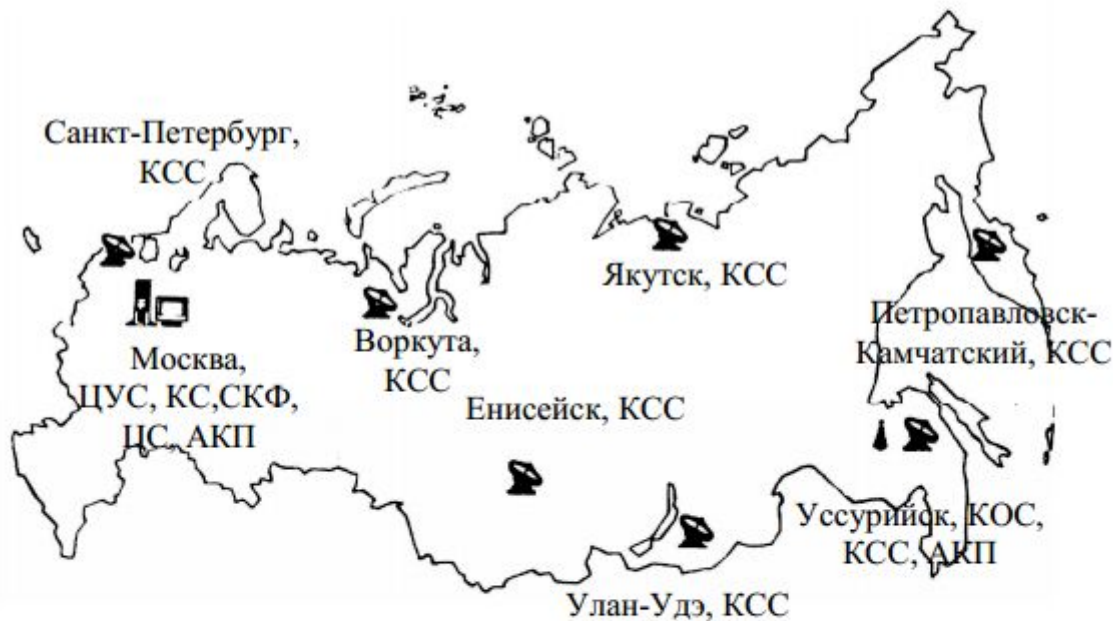 Санкт-Петербург,
КСС
Якутск, КСС
Петропавловск-
Камчатский, КСС
Воркута,
КСС
Москва,
ЦУС, КС,СКФ,
ЦС, АКП
Енисейск, КСС
Уссурийск, КОС,
КСС, АКП
Улан-Удэ, КСС